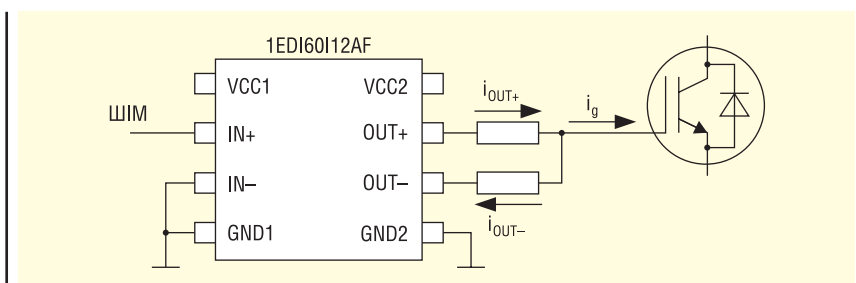 1EDI60I12AF
VCC1
VCC2
ШІМ
IN+
OUT+
IN–
OUT–
GND1
GND2
iOUT+
ig
iOUT–